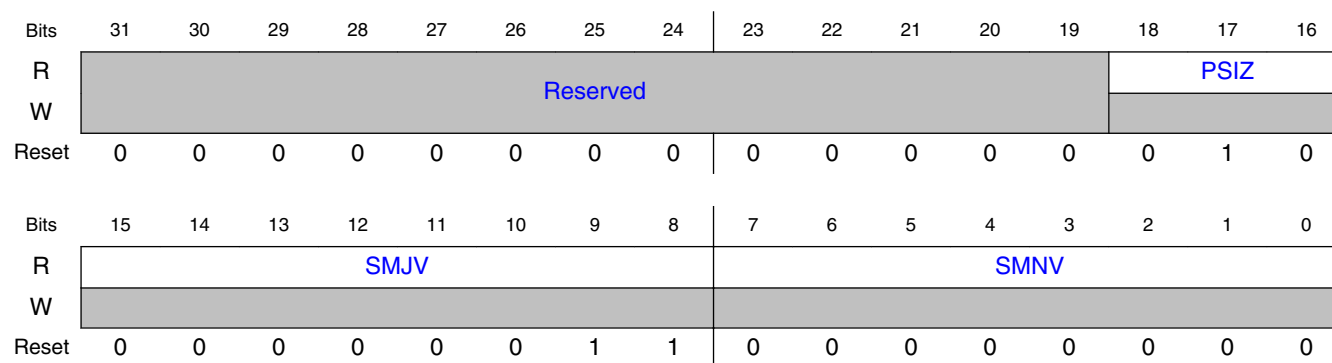 Bits 31 30 29 28 27 26 25 24 23 22 21 20 19 18 17 16
R Reserved PSIZ
W
Reset 0 0 0 0 0 0 0 0 0 0 0 0 0 0 1 0
Bits 15 14 13 12 11 10 9 8 7 6 5 4 3 2 1 0
R SMJV SMNV
W
Reset 0 0 0 0 0 0 1 1 0 0 0 0 0 0 0 0